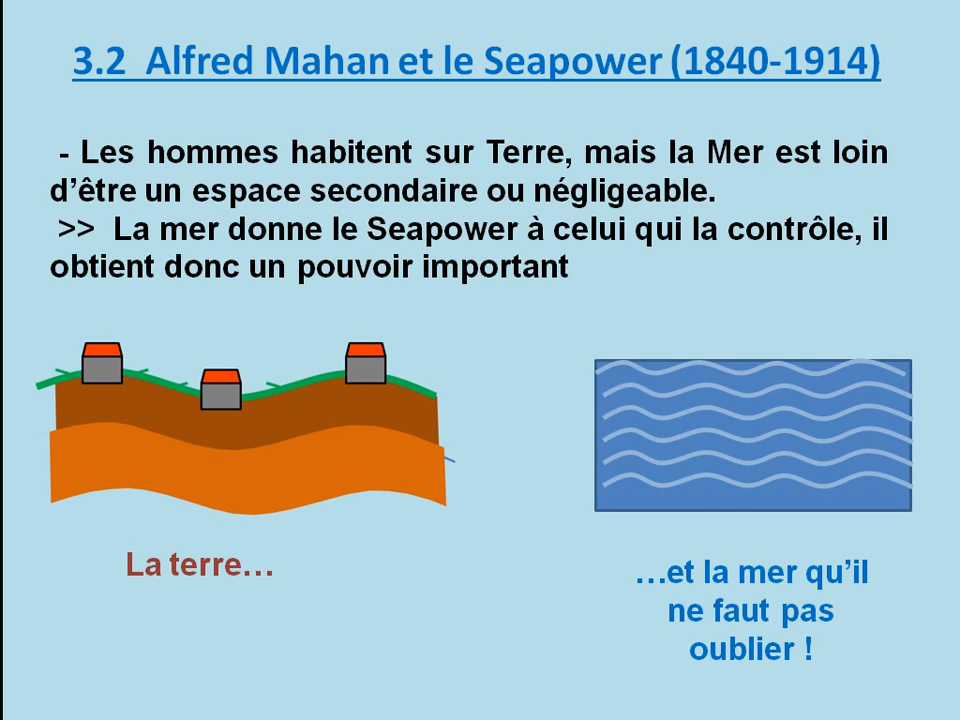 3.2 Alfred Mahan et le Seapower (1840-1914)
- Les hommes habitent sur Terre, mais la Mer est loin
d’être un espace secondaire ou négligeable.
>> La mer donne le Seapower à celui qui la contrôle, il
obtient donc un pouvoir important
La terre…
…et la mer qu’il
ne faut pas
oublier !